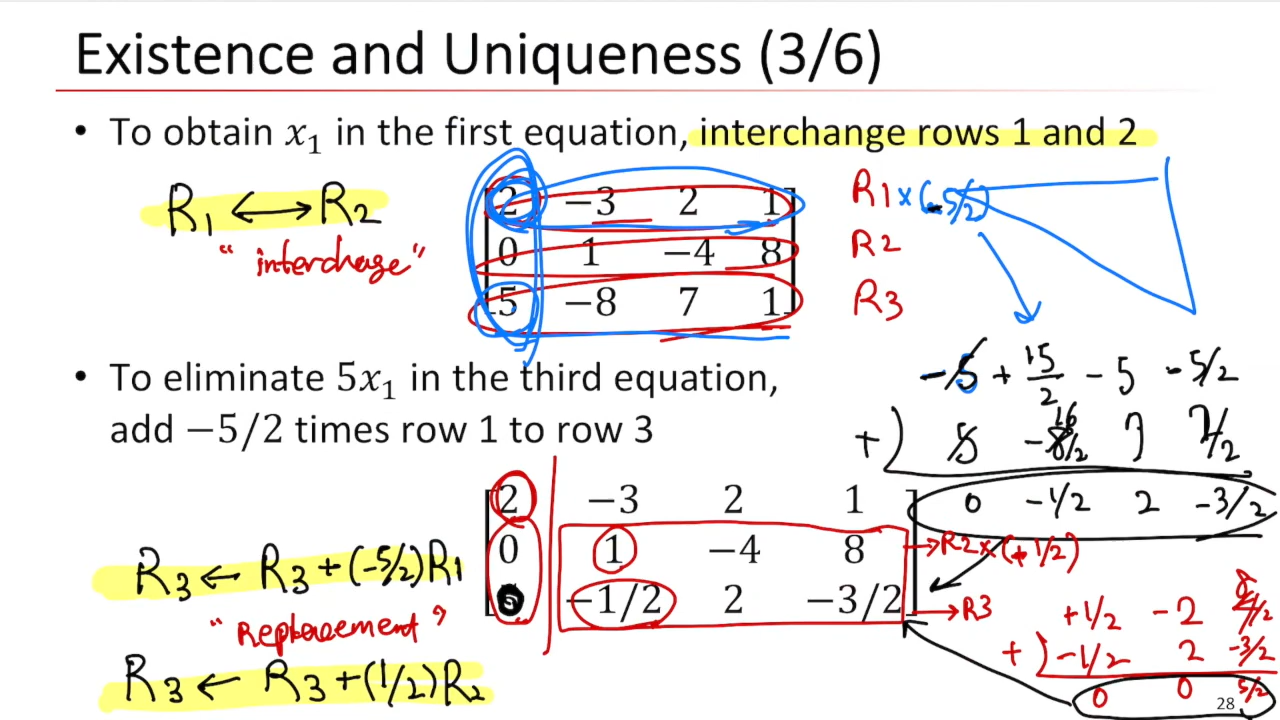 Existence and Uniqueness (3/6)
• To obtain x₁ in the first equation, interchange rows 1 and 2
R₁ ⟷ R₂
" interchage "
2 −3 2 1
0 1 −4 8
5 −8 7 1
R1 × (-5/2)
R2
R3
• To eliminate 5x₁ in the third equation,
add −5/2 times row 1 to row 3
-5 + 15/2 - 5 -5/2
+) 5 -16/2 7 2/2
0 -1/2 2 -3/2
2 −3 2 1
0 1 −4 8
−1/2 2 −3/2
→R2×(+1/2)
→R3
R₃ ← R₃ + (-5/2)R₁
" Replacement "
R₃ ← R₃ + (1/2)R₂
+1/2 -2 8/2
+) -1/2 2 -3/2
0 0 5/2
28